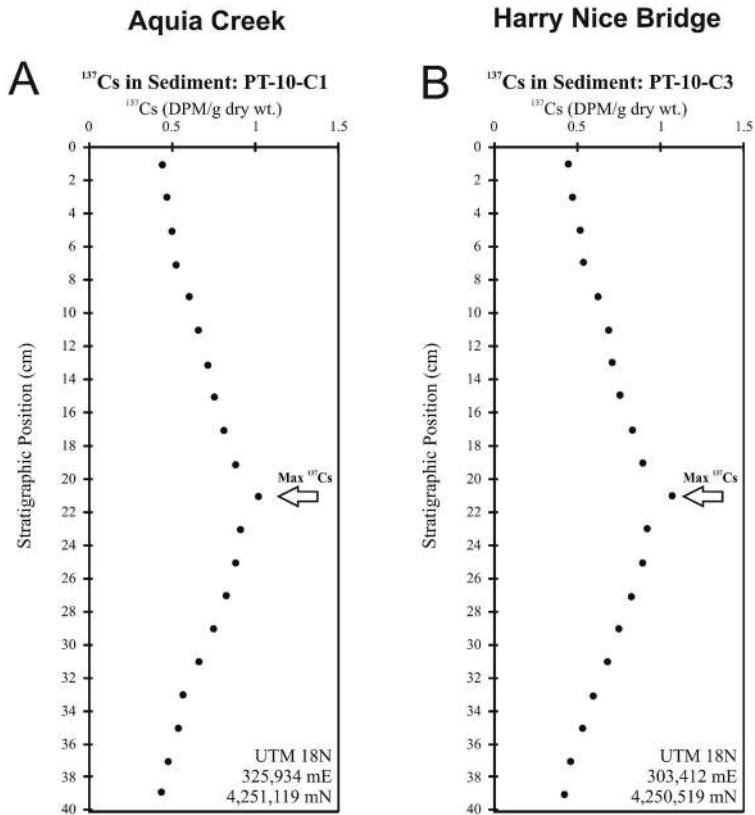 Aquia Creek
A
¹³⁷Cs in Sediment: PT-10-C1
¹³⁷Cs (DPM/g dry wt.)
0 0.5 1 1.5
0
2
4
6
8
10
12
14
16
18
20
22
24
26
28
30
32
34
36
38
40
Stratigraphic Position (cm)
Max ¹³⁷Cs
UTM 18N
325,934 mE
4,251,119 mN
Harry Nice Bridge
B
¹³⁷Cs in Sediment: PT-10-C3
¹³⁷Cs (DPM/g dry wt.)
0 0.5 1 1.5
0
2
4
6
8
10
12
14
16
18
20
22
24
26
28
30
32
34
36
38
40
Stratigraphic Position (cm)
Max ¹³⁷Cs
UTM 18N
303,412 mE
4,250,519 mN